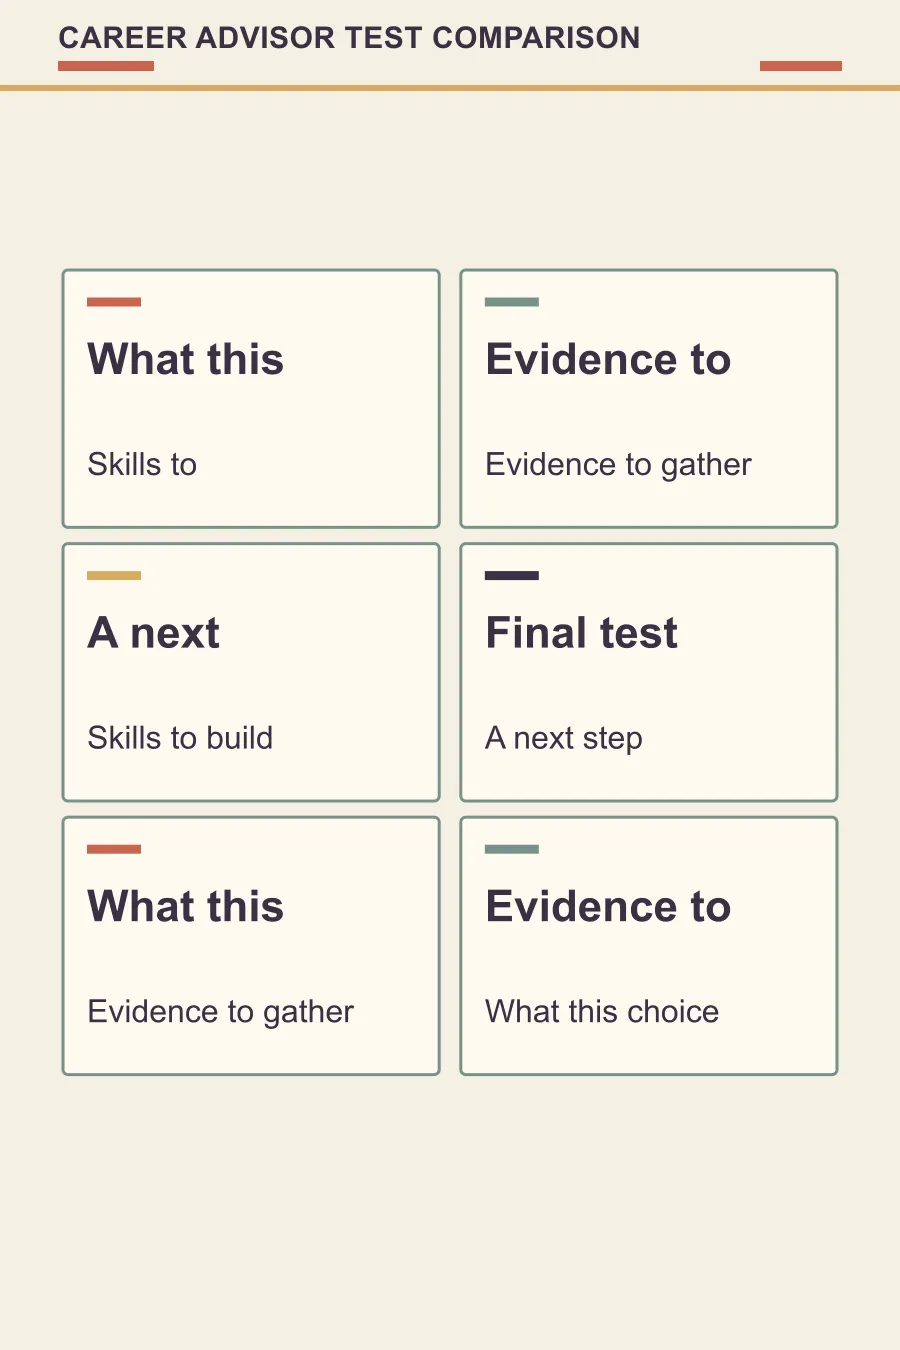 CAREER ADVISOR TEST COMPARISON
What this
Skills to
Evidence to
Evidence to gather
A next
Skills to build
Final test
A next step
What this
Evidence to gather
Evidence to
What this choice